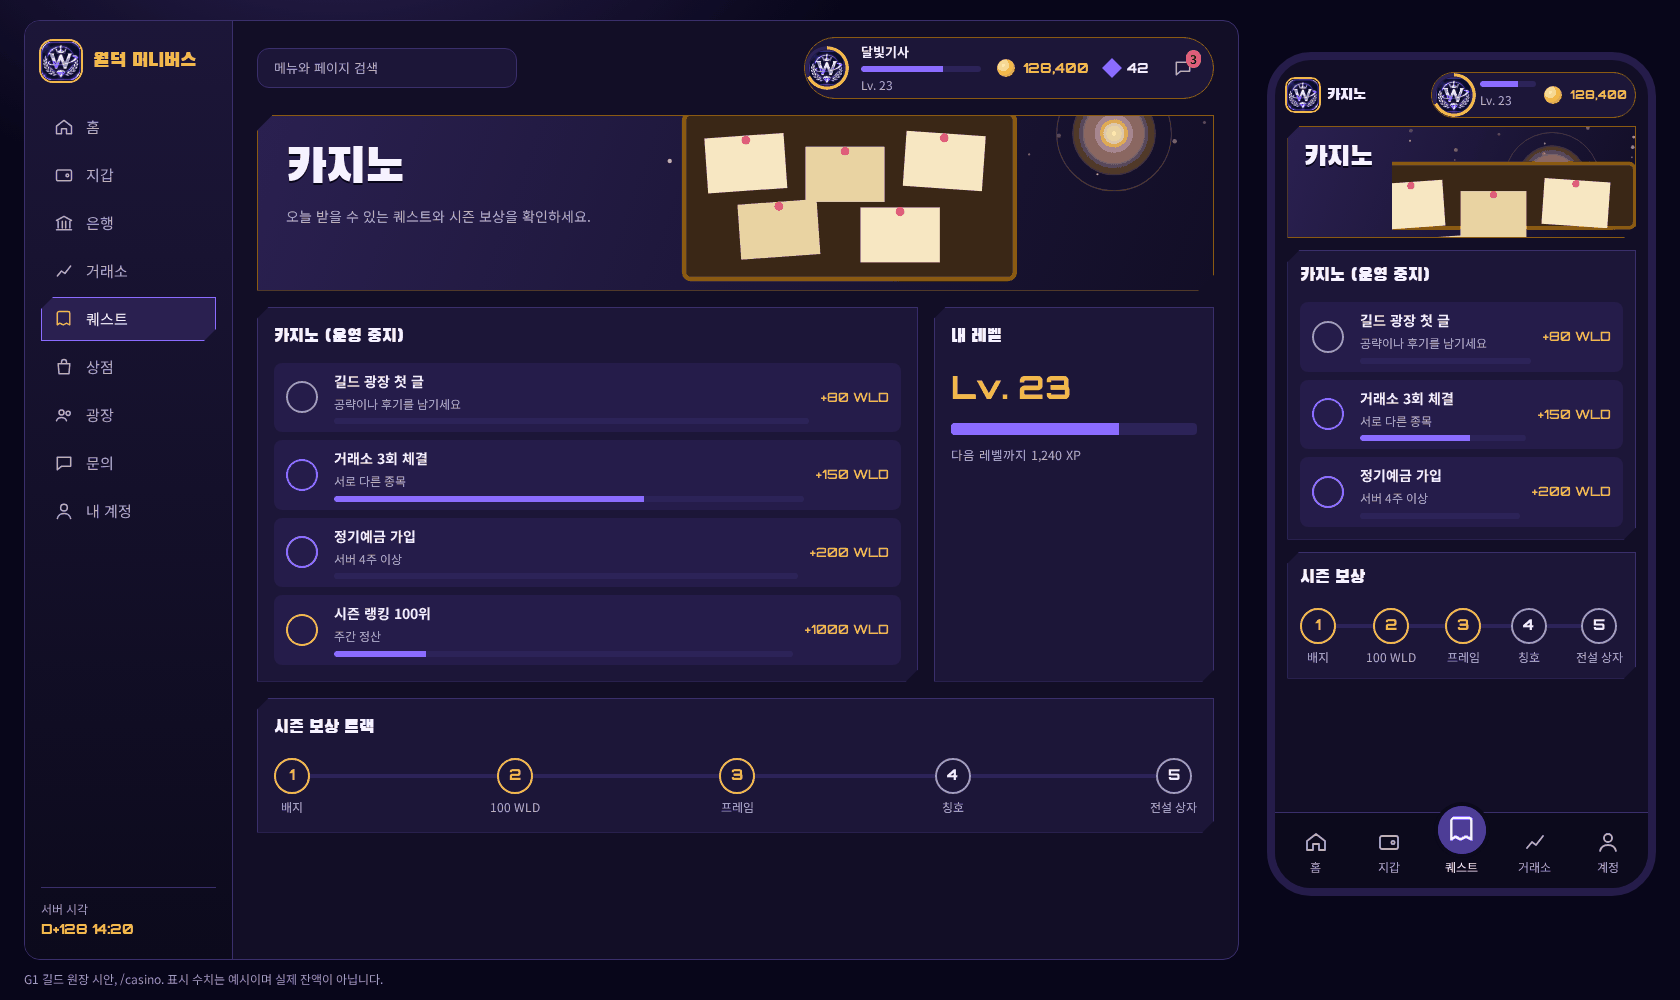 W
월덕 머니버스
홈
지갑
은행
거래소
퀘스트
상점
광장
문의
내 계정
서버 시각
D+128 14:20
메뉴와 페이지 검색
W
달빛기사
Lv. 23
128,400
42
3
카지노
오늘 받을 수 있는 퀘스트와 시즌 보상을 확인하세요.
카지노 (운영 중지)
길드 광장 첫 글
공략이나 후기를 남기세요
+80 WLD
거래소 3회 체결
서로 다른 종목
+150 WLD
정기예금 가입
서버 4주 이상
+200 WLD
시즌 랭킹 100위
주간 정산
+1000 WLD
내 레벨
Lv. 23
다음 레벨까지 1,240 XP
시즌 보상 트랙
1 2 3 4 5
배지 100 WLD 프레임 칭호 전설 상자
G1 길드 원장 시안, /casino. 표시 수치는 예시이며 실제 잔액이 아닙니다.
W
카지노
W
Lv. 23
128,400
카지노
카지노 (운영 중지)
길드 광장 첫 글
공략이나 후기를 남기세요
+80 WLD
거래소 3회 체결
서로 다른 종목
+150 WLD
정기예금 가입
서버 4주 이상
+200 WLD
시즌 보상
1 2 3 4 5
배지 100 WLD 프레임 칭호 전설 상자
홈 지갑 퀘스트 거래소 계정